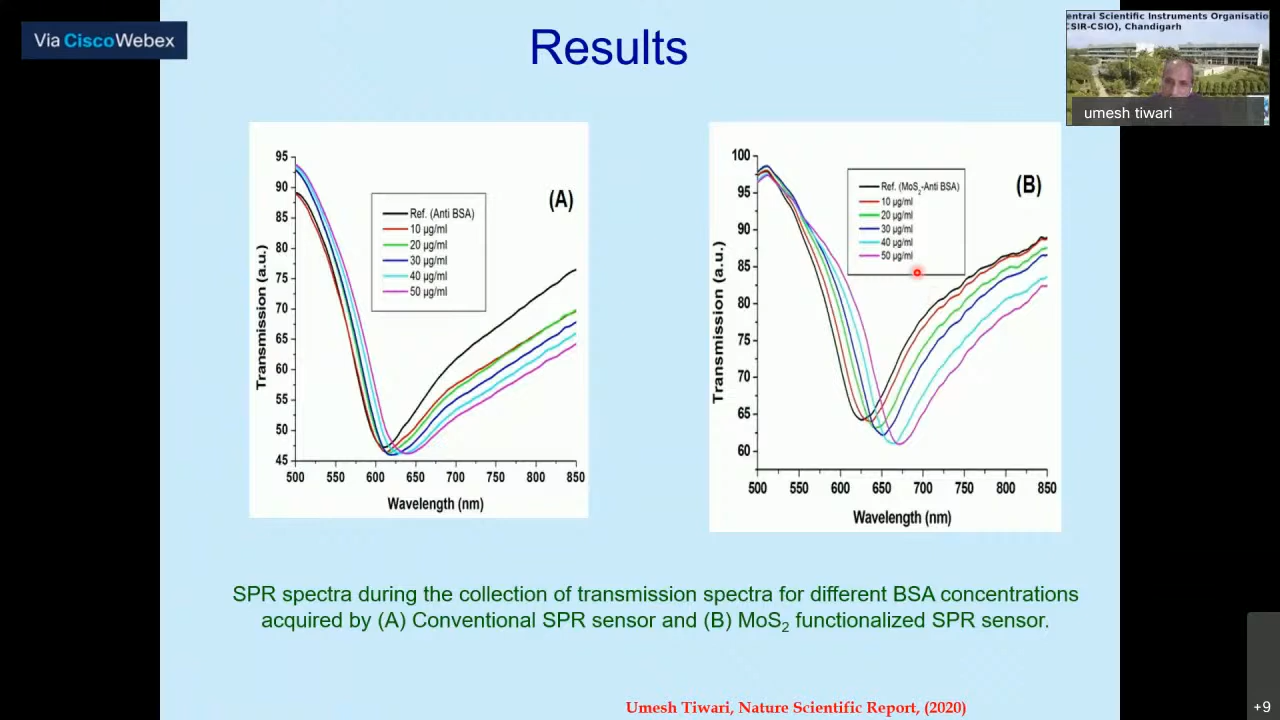 Via CiscoWebex
Results
entral Scientific Instruments Organisatio
CSIR-CSIO), Chandigarh
umesh tiwari
95
90
85
80
75
70
65
60
55
50
45
Transmission (a.u.)
(A)
Ref. (Anti BSA)
10 µg/ml
20 µg/ml
30 µg/ml
40 µg/ml
50 µg/ml
500 550 600 650 700 750 800 850
Wavelength (nm)
100
95
90
85
80
75
70
65
60
Transmission (a.u.)
(B)
Ref. (MoS₂-Anti BSA)
10 µg/ml
20 µg/ml
30 µg/ml
40 µg/ml
50 µg/ml
500 550 600 650 700 750 800 850
Wavelength (nm)
SPR spectra during the collection of transmission spectra for different BSA concentrations
acquired by (A) Conventional SPR sensor and (B) MoS₂ functionalized SPR sensor.
Umesh Tiwari, Nature Scientific Report, (2020)
+9